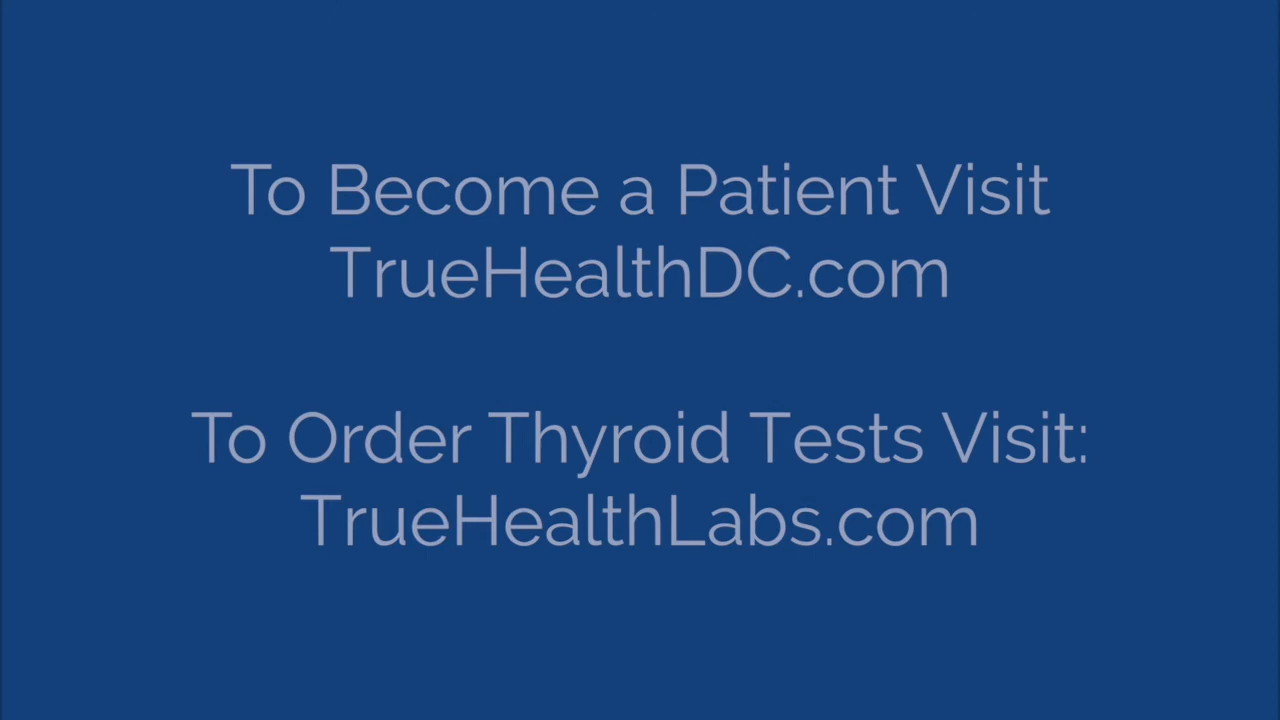 To Become a Patient Visit
TrueHealthDC.com
To Order Thyroid Tests Visit:
TrueHealthLabs.com